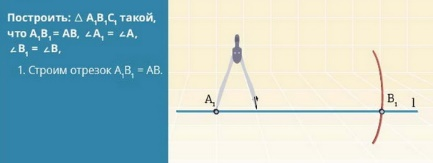 Построить: △ A₁B₁C₁ такой,
что A₁B₁ = AB, ∠A₁ = ∠A,
∠B₁ = ∠B,
1. Строим отрезок A₁B₁ = AB.
A₁ B₁ l